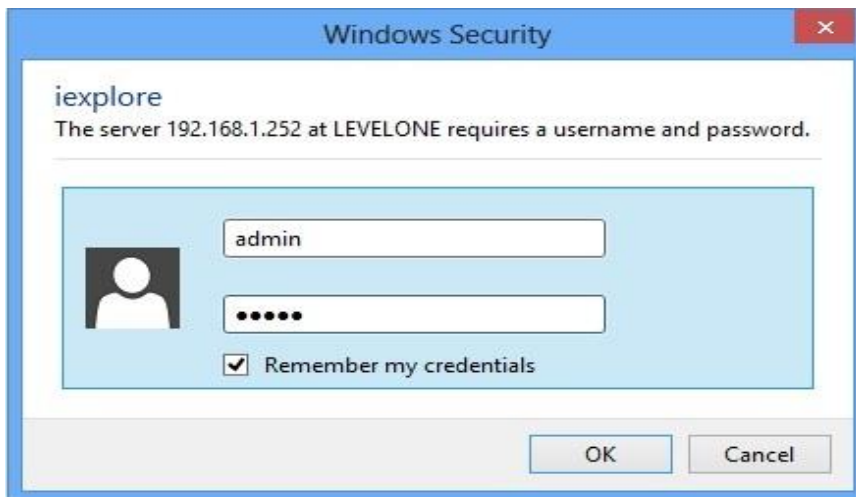 Windows Security
iexplore
The server 192.168.1.252 at LEVELONE requires a username and password.
admin
●●●●●
Remember my credentials
OK
Cancel